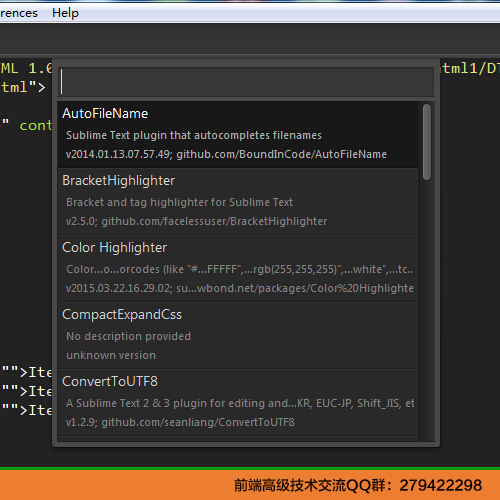 rences Help
ML 1.0
html1/DT
tml">
" cont
AutoFileName
Sublime Text plugin that autocompletes filenames
v2014.01.13.07.57.49; github.com/BoundInCode/AutoFileName
BracketHighlighter
Bracket and tag highlighter for Sublime Text
v2.5.0; github.com/facelessuser/BracketHighlighter
Color Highlighter
Color...o...orcodes (like "#...FFFFF",...rgb(255,255,255)",...white",...tc..
v2015.03.22.16.29.02; su...wbond.net/packages/Color%20Highlighte
CompactExpandCss
No description provided
unknown version
"">Ite
ConvertToUTF8
"">Ite
A Sublime Text 2 & 3 plugin for editing and...KR, EUC-JP, Shift_JIS, et
"">Ite
v1.2.9; github.com/seanliang/ConvertToUTF8
前端高级技术交流QQ群：279422298